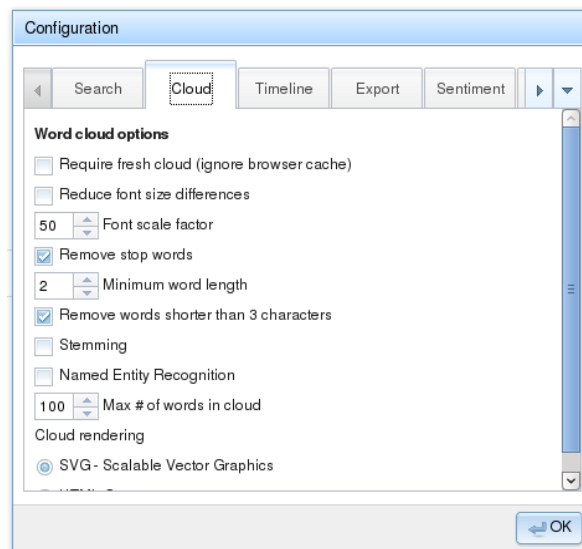 Configuration
Search Cloud Timeline Export Sentiment
Word cloud options
Require fresh cloud (ignore browser cache)
Reduce font size differences
50 Font scale factor
Remove stop words
2 Minimum word length
Remove words shorter than 3 characters
Stemming
Named Entity Recognition
100 Max # of words in cloud
Cloud rendering
SVG - Scalable Vector Graphics
OK